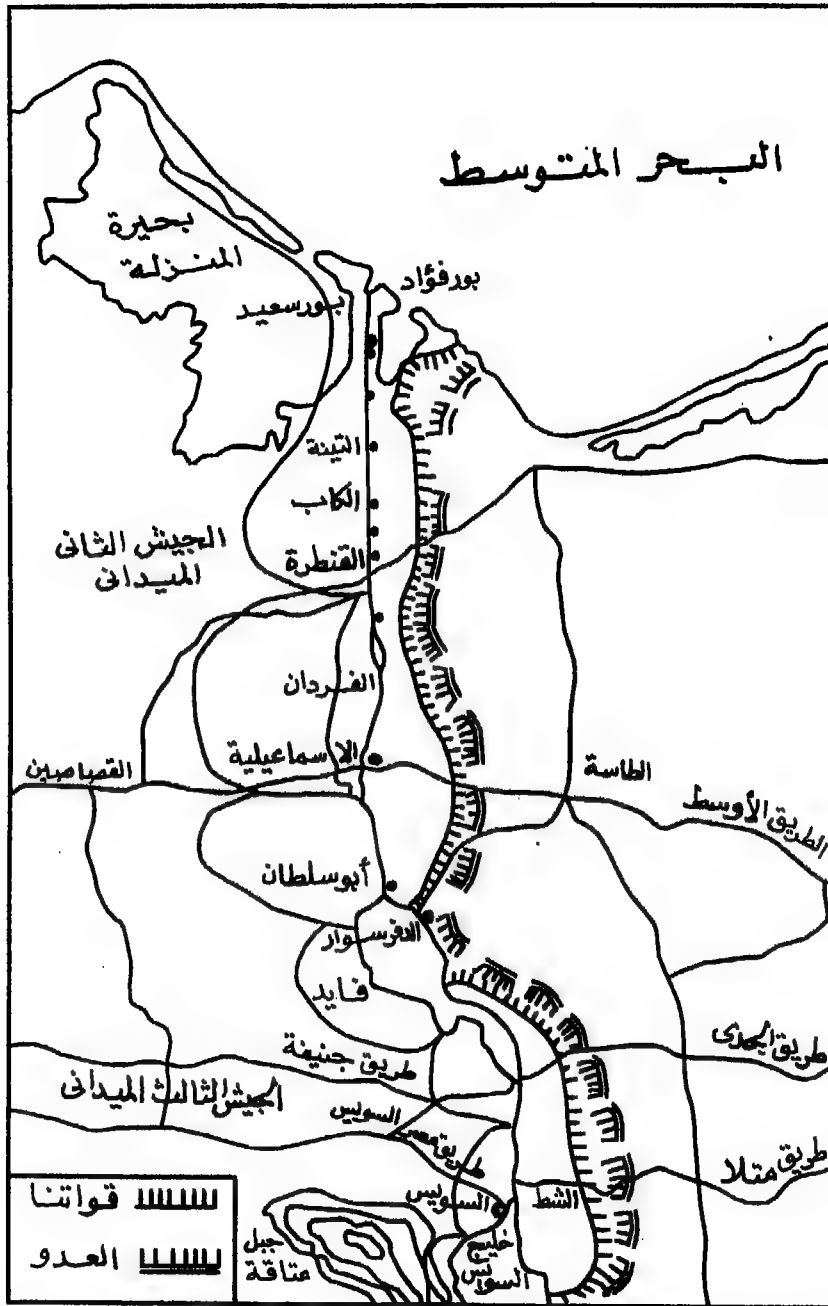 البحر المتوسط
بحيرة
المنزلة
بورفؤاد
بورسعيد
التينة
الكاب
القنطرة
الجيش الثانى
الميدانى
الفردان
الاسماعيلية
القصاصين
الطاسة
الطريق الأوسط
أبوسلطان
الدفرسوار
فايد
طريق الجدى
طريق جنيفة
الجيش الثالث الميدانى
طريق مصر السويس
طريق متلا
السويس
الشط
خليج
السويس
جبل
عتاقة
قواتنا
العدو